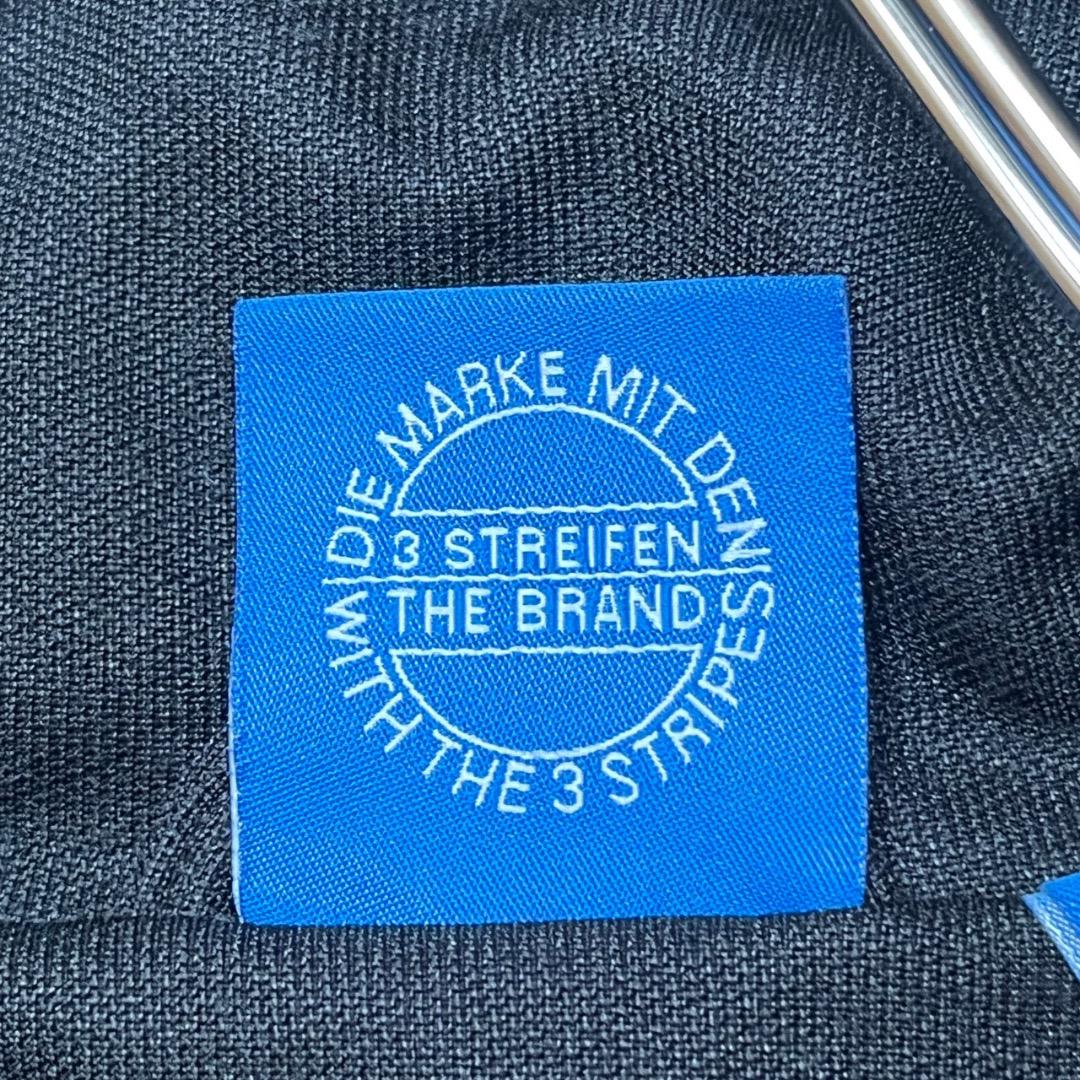 DIE MARKE MIT DEN
3 STREIFEN
THE BRAND
WITH THE 3 STRIPES